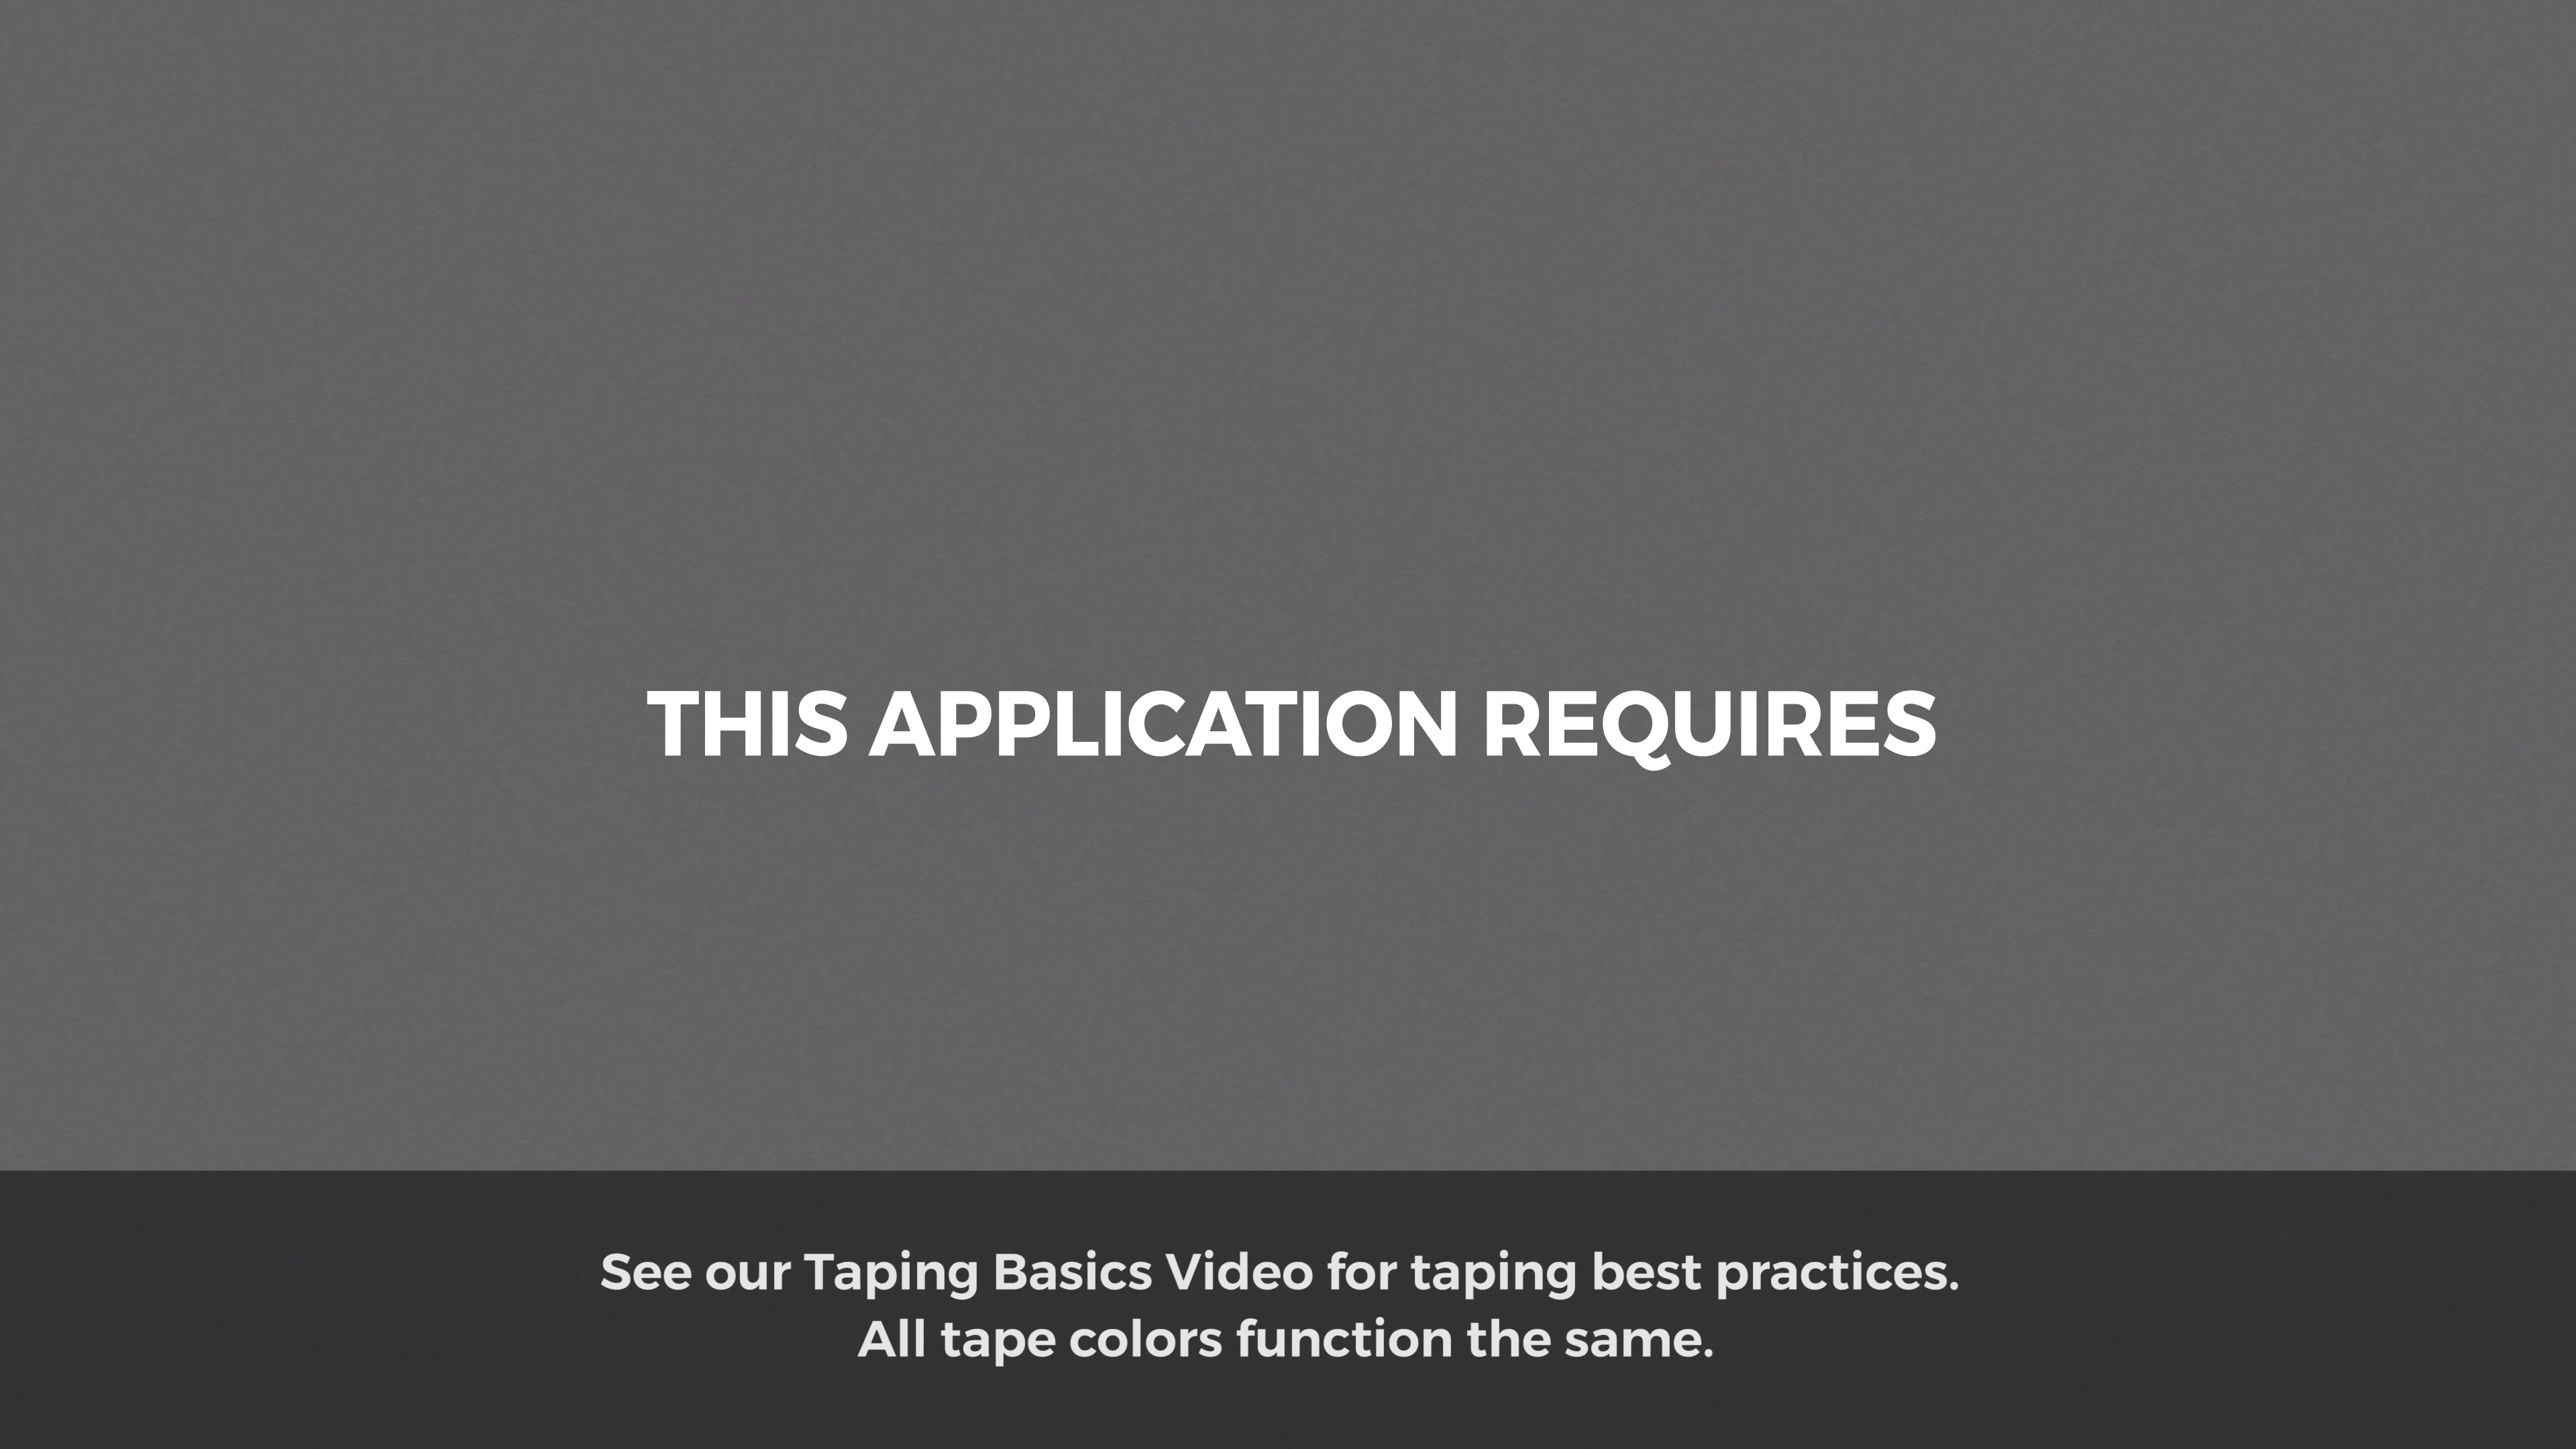 THIS APPLICATION REQUIRES
See our Taping Basics Video for taping best practices.
All tape colors function the same.